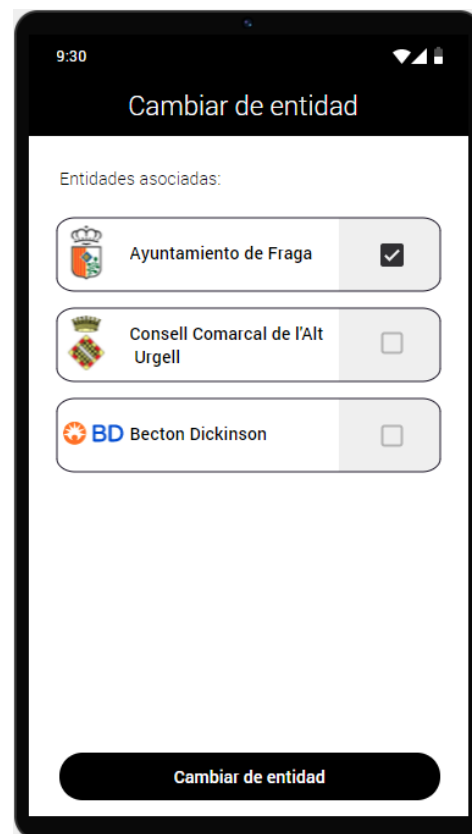 9:30
Cambiar de entidad
Entidades asociadas:
Ayuntamiento de Fraga
Consell Comarcal de l'Alt
Urgell
BD Becton Dickinson
Cambiar de entidad